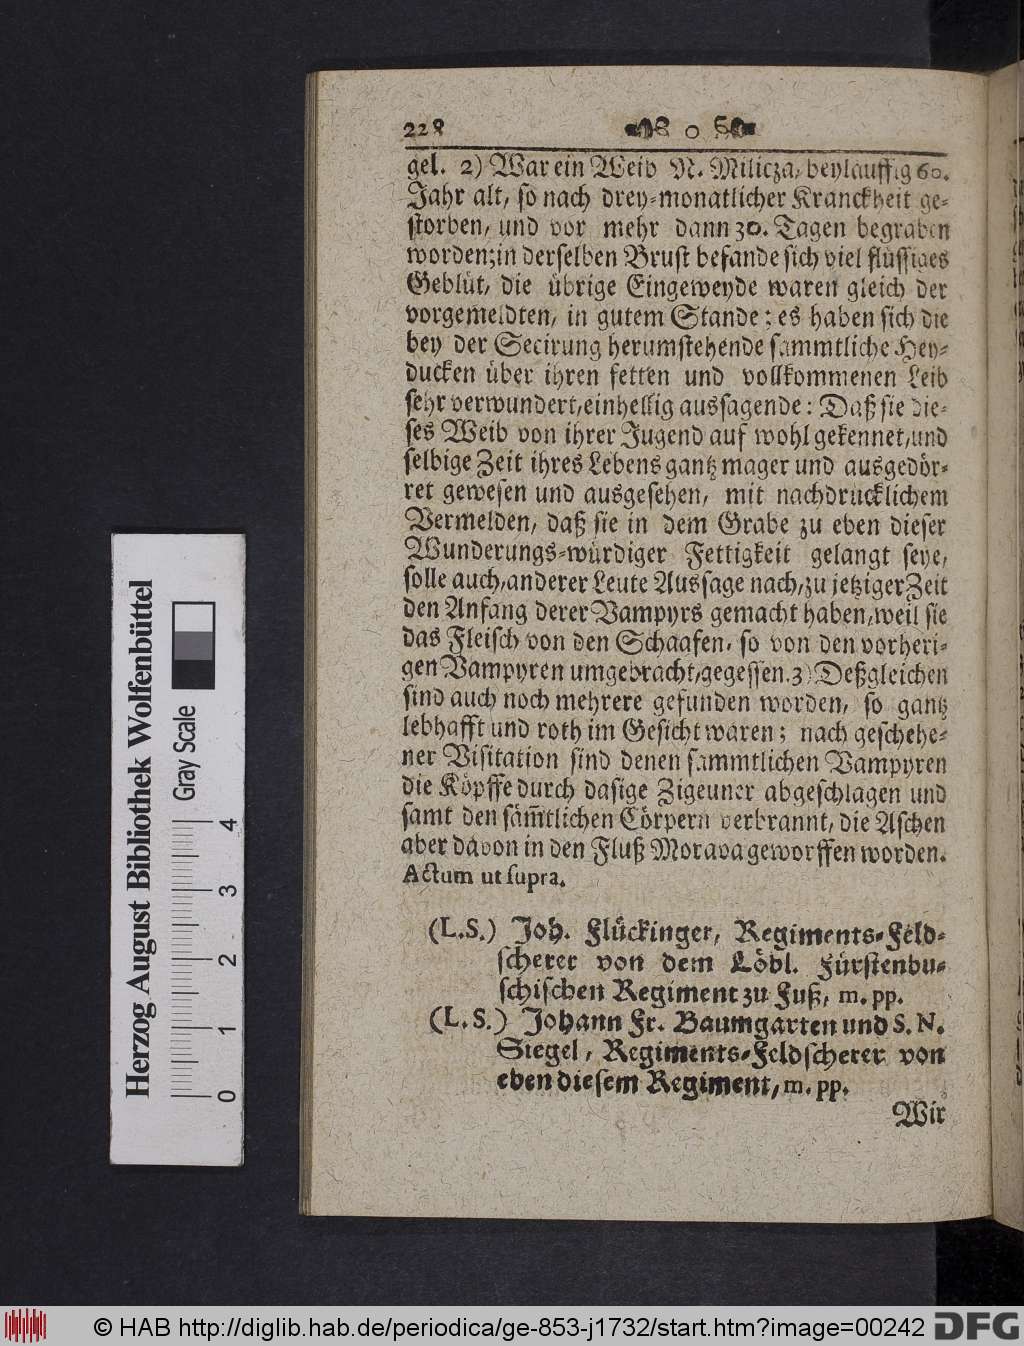 228 o
gel. 2) War ein Weib N. Milicza, beyläuffig 60.
Jahr alt, so nach drey-monatlicher Kranckheit ge-
storben, und vor mehr dann 30. Tagen begraben
worden; in derselben Brust befande sich viel flüssiges
Geblüt, die übrige Eingeweyde waren gleich der
vorgemeldten, in gutem Stande; es haben sich die
bey der Secirung herumstehende sämmtliche Hey-
ducken über ihren fetten und vollkommenen Leib
sehr verwundert, einhellig aussagende: Daß sie die-
ses Weib von ihrer Jugend auf wohl gekennet, und
selbige Zeit ihres Lebens gantz mager und ausgedör-
ret gewesen und ausgesehen, mit nachdrücklichem
Vermelden, daß sie in dem Grabe zu eben dieser
Wunderungs-würdiger Fettigkeit gelangt seye,
solle auch, anderer Leute Aussage nach, zu jetziger Zeit
den Anfang derer Vampyrs gemacht haben, weil sie
das Fleisch von den Schaafen, so von den vorheri-
gen Vampyren umgebracht, gegessen. 3) Deßgleichen
sind auch noch mehrere gefunden worden, so gantz
lebhafft und roth im Gesicht waren; nach geschehe-
ner Visitation sind denen sämmtlichen Vampyren
die Köpffe durch dasige Zigeuner abgeschlagen und
samt den säm̄tlichen Cörpern verbrannt, die Aschen
aber davon in den Fluß Morava geworffen worden.
Actum ut supra.
(L.S.) Joh. Flückinger, Regiments-Feld-
scherer von dem Löbl. Fürstenbu-
schischen Regiment zu Fuß, m. pp.
(L.S.) Johann Fr. Baumgarten und S. N.
Siegel, Regiments-Feldscherer von
eben diesem Regiment, m. pp.
Wir
Herzog August Bibliothek Wolfenbüttel
Gray Scale
0 1 2 3 4
© HAB http://diglib.hab.de/periodica/ge-853-j1732/start.htm?image=00242 DFG